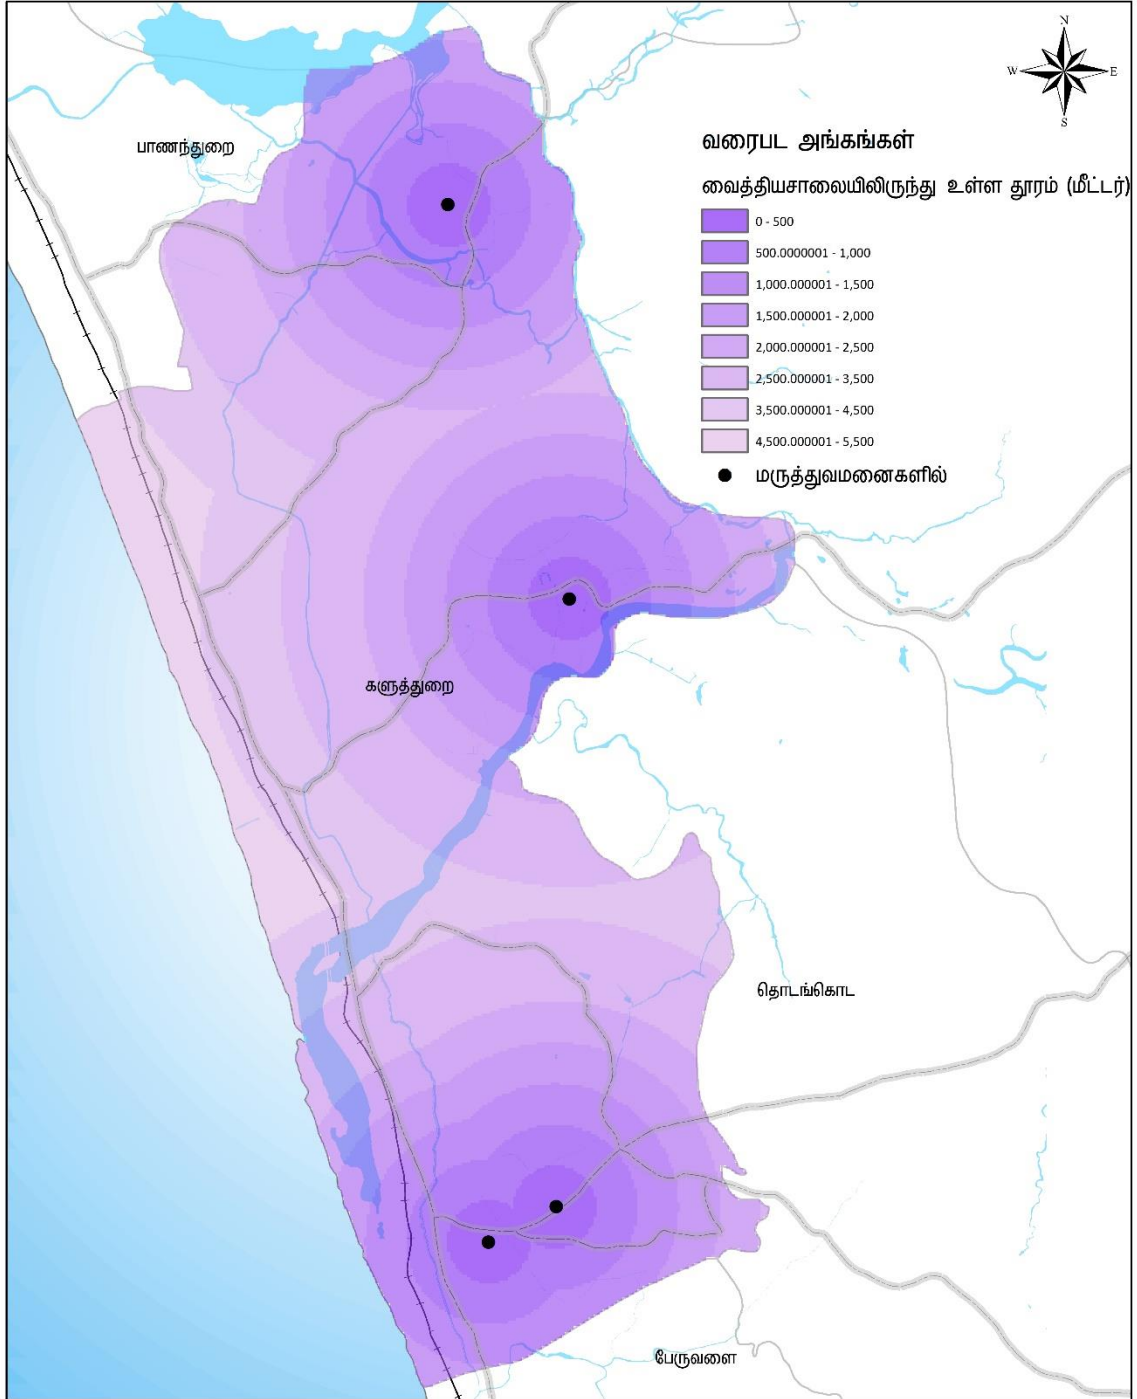 N
W E
S
வரைபட அங்கங்கள்
வைத்தியசாலையிலிருந்து உள்ள தூரம் (மீட்டர்)
0 - 500
500.0000001 - 1,000
1,000.000001 - 1,500
1,500.000001 - 2,000
2,000.000001 - 2,500
2,500.000001 - 3,500
3,500.000001 - 4,500
4,500.000001 - 5,500
மருத்துவமனைகளில்
பாணந்துறை
களுத்துறை
தொடங்கொட
பேருவளை